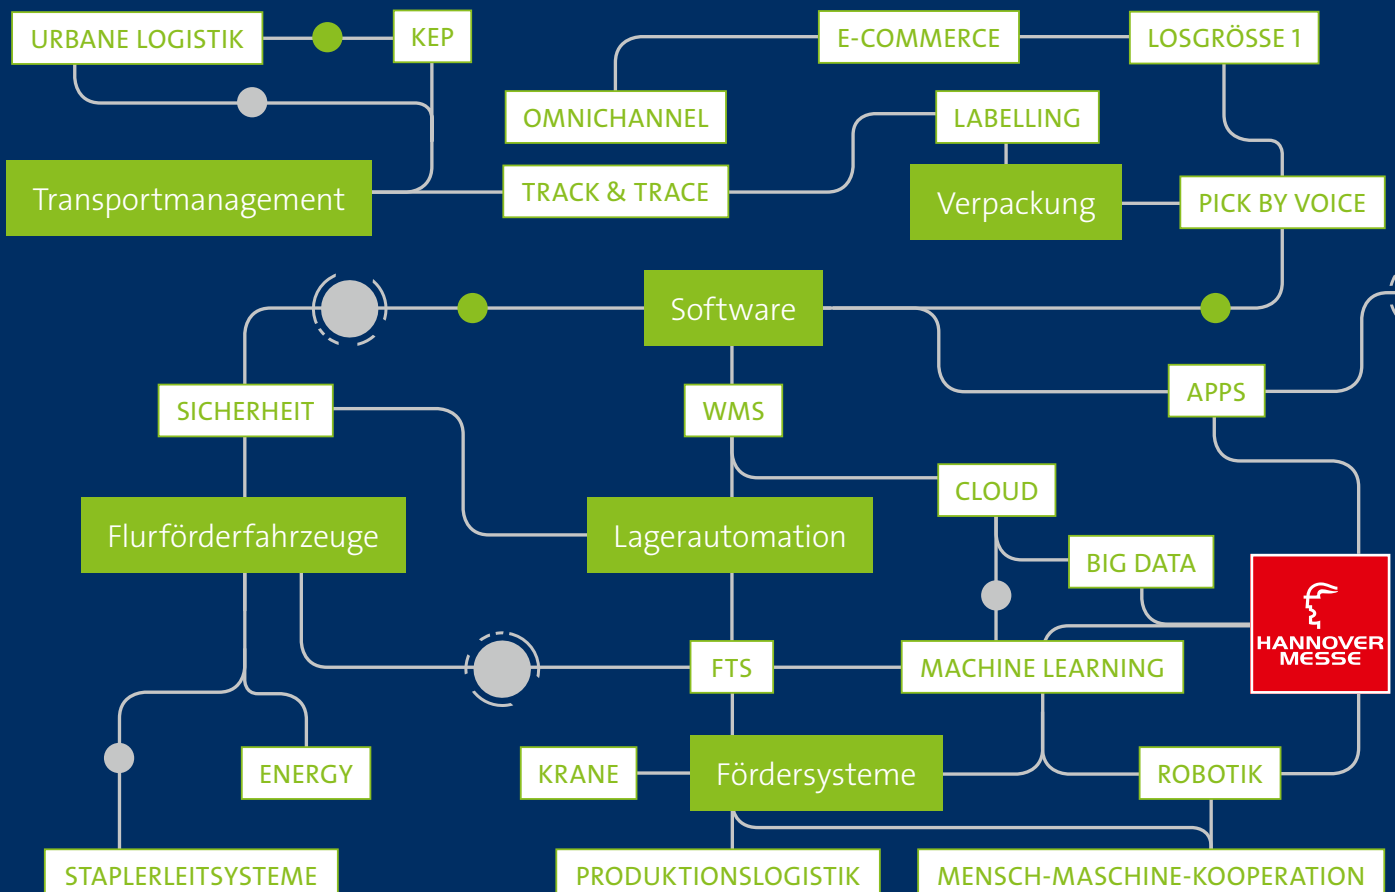 URBANE LOGISTIK
KEP
E-COMMERCE
LOSGRÖSSE 1
OMNICHANNEL
LABELLING
Transportmanagement
TRACK & TRACE
Verpackung
PICK BY VOICE
Software
SICHERHEIT
WMS
APPS
CLOUD
Flurförderfahrzeuge
Lagerautomation
BIG DATA
HANNOVER
MESSE
FTS
MACHINE LEARNING
ENERGY
KRANE
Fördersysteme
ROBOTIK
STAPLERLEITSYSTEME
PRODUKTIONSLOGISTIK
MENSCH-MASCHINE-KOOPERATION